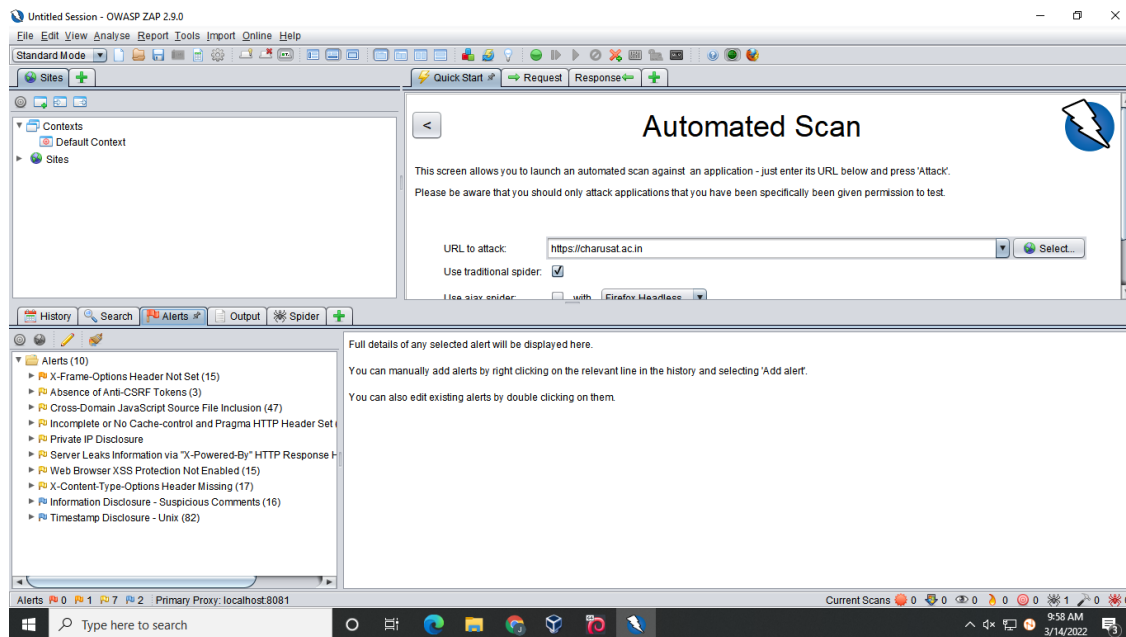 Untitled Session - OWASP ZAP 2.9.0
File Edit View Analyse Report Tools Import Online Help
Standard Mode
Sites
Quick Start Request Response
Contexts
Default Context
Sites
<
Automated Scan
This screen allows you to launch an automated scan against an application - just enter its URL below and press 'Attack'.
Please be aware that you should only attack applications that you have been specifically been given permission to test.
URL to attack: https://charusat.ac.in Select...
Use traditional spider:
Use ajax spider: with Firefox Headless
History Search Alerts Output Spider
Alerts (10)
X-Frame-Options Header Not Set (15)
Absence of Anti-CSRF Tokens (3)
Cross-Domain JavaScript Source File Inclusion (47)
Incomplete or No Cache-control and Pragma HTTP Header Set (
Private IP Disclosure
Server Leaks Information via "X-Powered-By" HTTP Response H
Web Browser XSS Protection Not Enabled (15)
X-Content-Type-Options Header Missing (17)
Information Disclosure - Suspicious Comments (16)
Timestamp Disclosure - Unix (82)
Full details of any selected alert will be displayed here.
You can manually add alerts by right clicking on the relevant line in the history and selecting 'Add alert'.
You can also edit existing alerts by double clicking on them.
Alerts 0 1 7 2 Primary Proxy: localhost:8081
Current Scans 0 0 0 0 0 1 0
Type here to search
9:58 AM
3/14/2022
3